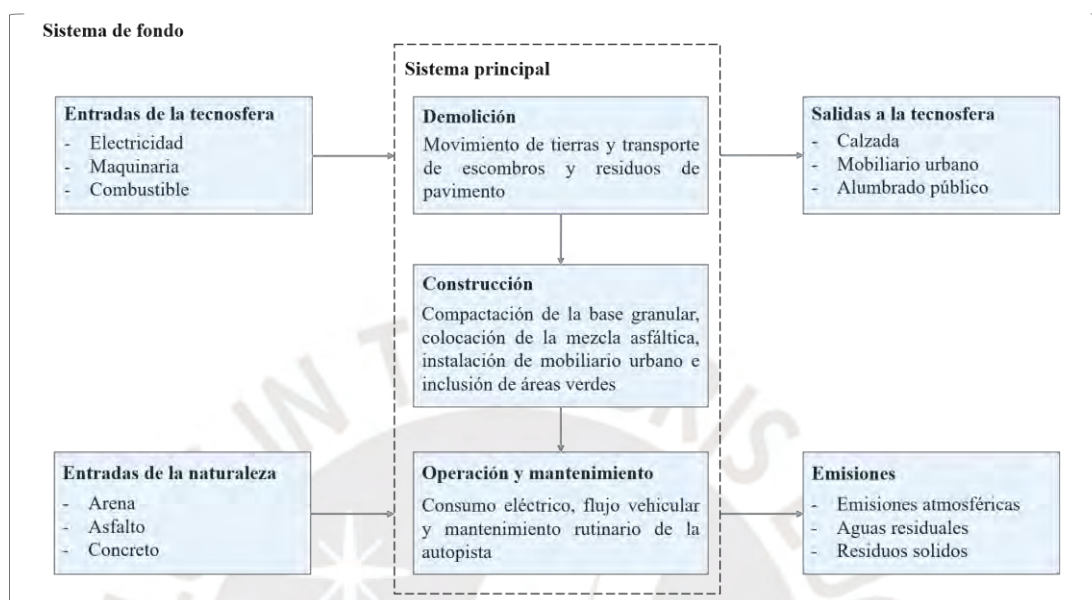 Sistema de fondo
Sistema principal
Entradas de la tecnosfera
- Electricidad
- Maquinaria
- Combustible
Demolición
Movimiento de tierras y transporte
de escombros y residuos de
pavimento
Salidas a la tecnosfera
- Calzada
- Mobiliario urbano
- Alumbrado público
Construcción
Compactación de la base granular,
colocación de la mezcla asfáltica,
instalación de mobiliario urbano e
inclusión de áreas verdes
Entradas de la naturaleza
- Arena
- Asfalto
- Concreto
Operación y mantenimiento
Consumo eléctrico, flujo vehicular
y mantenimiento rutinario de la
autopista
Emisiones
- Emisiones atmosféricas
- Aguas residuales
- Residuos solidos